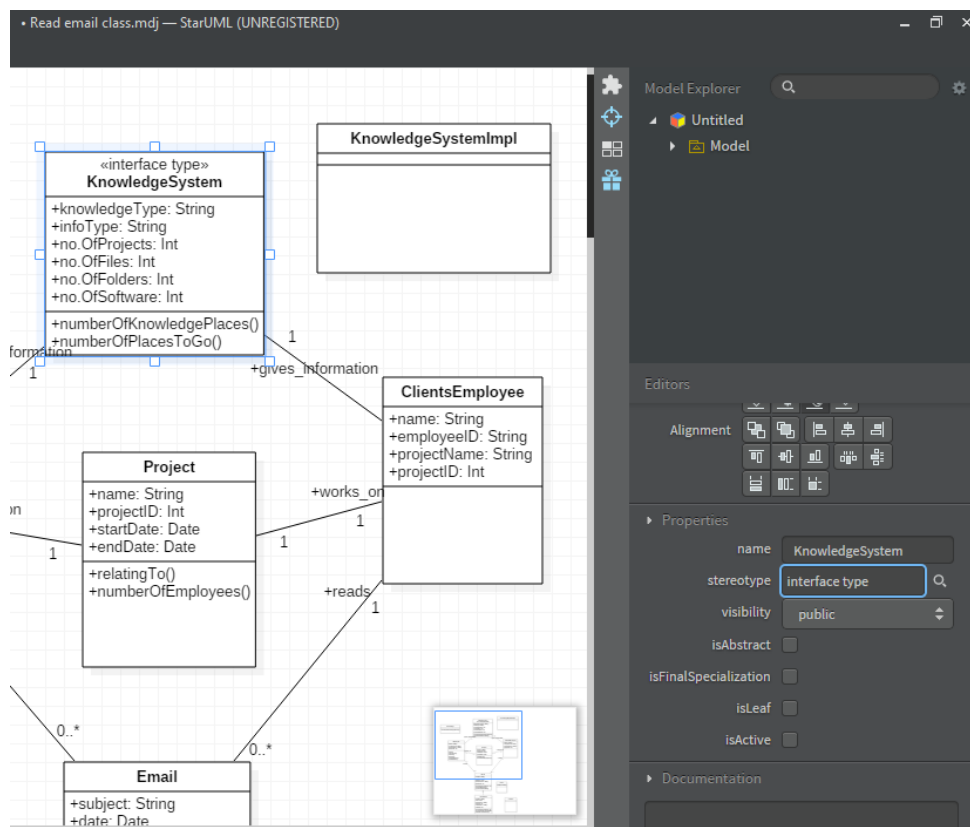 • Read email class.mdj — StarUML (UNREGISTERED)
Model Explorer
Untitled
Model
KnowledgeSystemImpl
«interface type»
KnowledgeSystem
+knowledgeType: String
+infoType: String
+no.OfProjects: Int
+no.OfFiles: Int
+no.OfFolders: Int
+no.OfSoftware: Int
+numberOfKnowledgePlaces()
+numberOfPlacesToGo()
formation
1
1
+gives_information
ClientsEmployee
+name: String
+employeeID: String
+projectName: String
+projectID: Int
Project
+name: String
+projectID: Int
+startDate: Date
+endDate: Date
+relatingTo()
+numberOfEmployees()
on
1
+works_on
1
1
+reads
1
0..*
0..*
Email
+subject: String
+date: Date
Editors
Alignment
Properties
name KnowledgeSystem
stereotype interface type
visibility public
isAbstract
isFinalSpecialization
isLeaf
isActive
Documentation